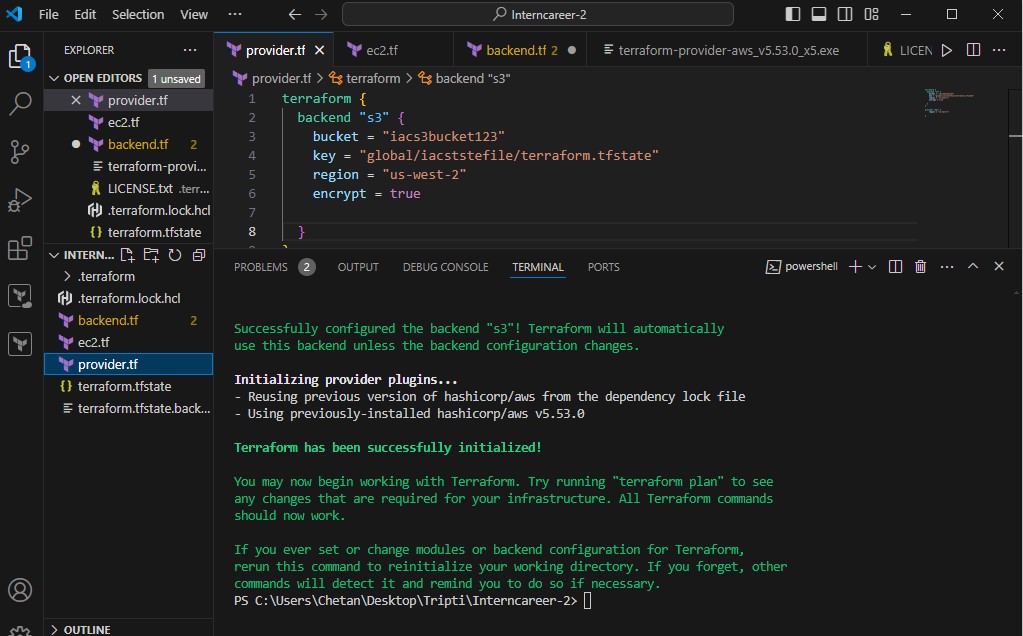 File Edit Selection View ··· Interncareer-2
EXPLORER ···
OPEN EDITORS 1 unsaved
provider.tf
ec2.tf
backend.tf 2
terraform-provi...
LICENSE.txt .terr...
.terraform.lock.hcl
terraform.tfstate
INTERN...
.terraform
.terraform.lock.hcl
backend.tf 2
ec2.tf
provider.tf
terraform.tfstate
terraform.tfstate.back...
OUTLINE
1
provider.tf ec2.tf backend.tf 2 terraform-provider-aws_v5.53.0_x5.exe LICEN ···
provider.tf > terraform > backend "s3"
1 terraform {
2 backend "s3" {
3 bucket = "iacs3bucket123"
4 key = "global/iacststefile/terraform.tfstate"
5 region = "us-west-2"
6 encrypt = true
7
8 }
PROBLEMS 2 OUTPUT DEBUG CONSOLE TERMINAL PORTS powershell ···
Successfully configured the backend "s3"! Terraform will automatically
use this backend unless the backend configuration changes.
Initializing provider plugins...
- Reusing previous version of hashicorp/aws from the dependency lock file
- Using previously-installed hashicorp/aws v5.53.0
Terraform has been successfully initialized!
You may now begin working with Terraform. Try running "terraform plan" to see
any changes that are required for your infrastructure. All Terraform commands
should now work.
If you ever set or change modules or backend configuration for Terraform,
rerun this command to reinitialize your working directory. If you forget, other
commands will detect it and remind you to do so if necessary.
PS C:\Users\Chetan\Desktop\Tripti\Interncareer-2>